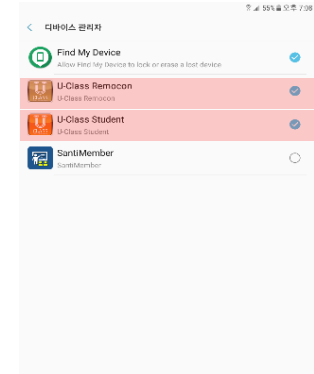 55% 오후 7:08
디바이스 관리자
Find My Device
Allow Find My Device to lock or erase a lost device
U-Class Remocon
U-Class Remocon
U-Class Student
U-Class Student
SantiMember
SantiMember